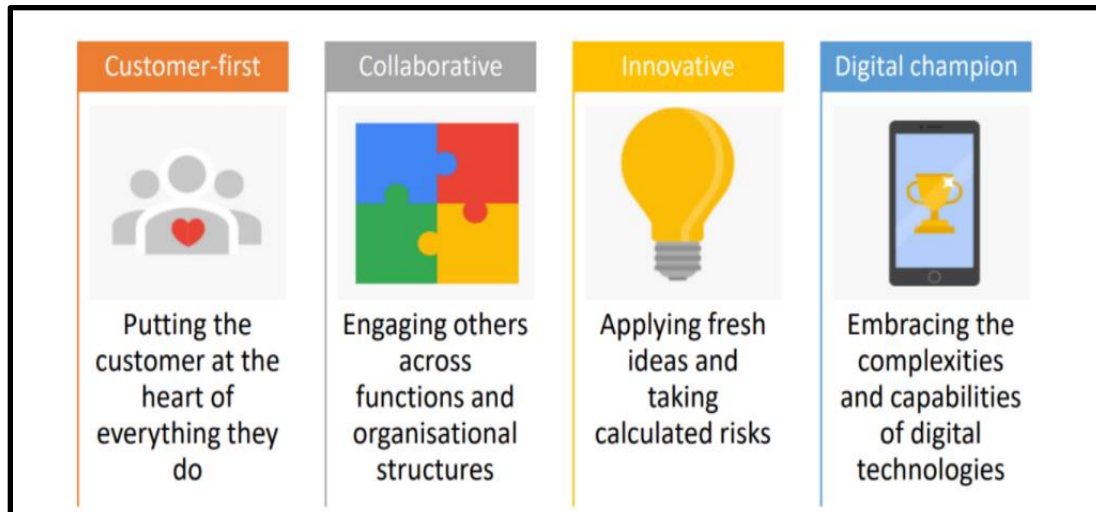 Customer-first
Putting the
customer at the
heart of
everything they
do
Collaborative
Engaging others
across
functions and
organisational
structures
Innovative
Applying fresh
ideas and
taking
calculated risks
Digital champion
Embracing the
complexities
and capabilities
of digital
technologies